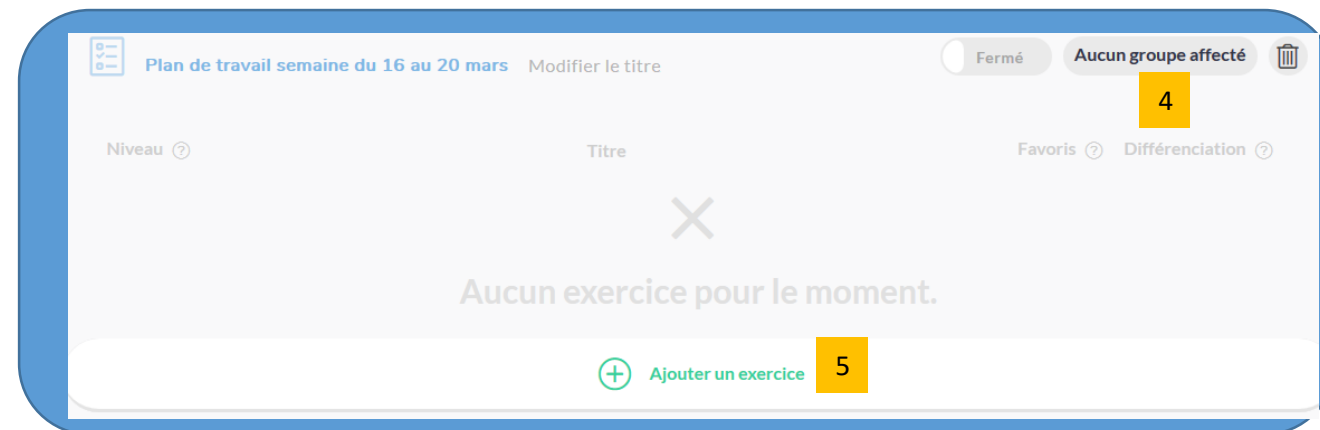 Plan de travail semaine du 16 au 20 mars Modifier le titre Fermé Aucun groupe affecté
4
Niveau ? Titre Favoris ? Différenciation ?
Aucun exercice pour le moment.
Ajouter un exercice 5